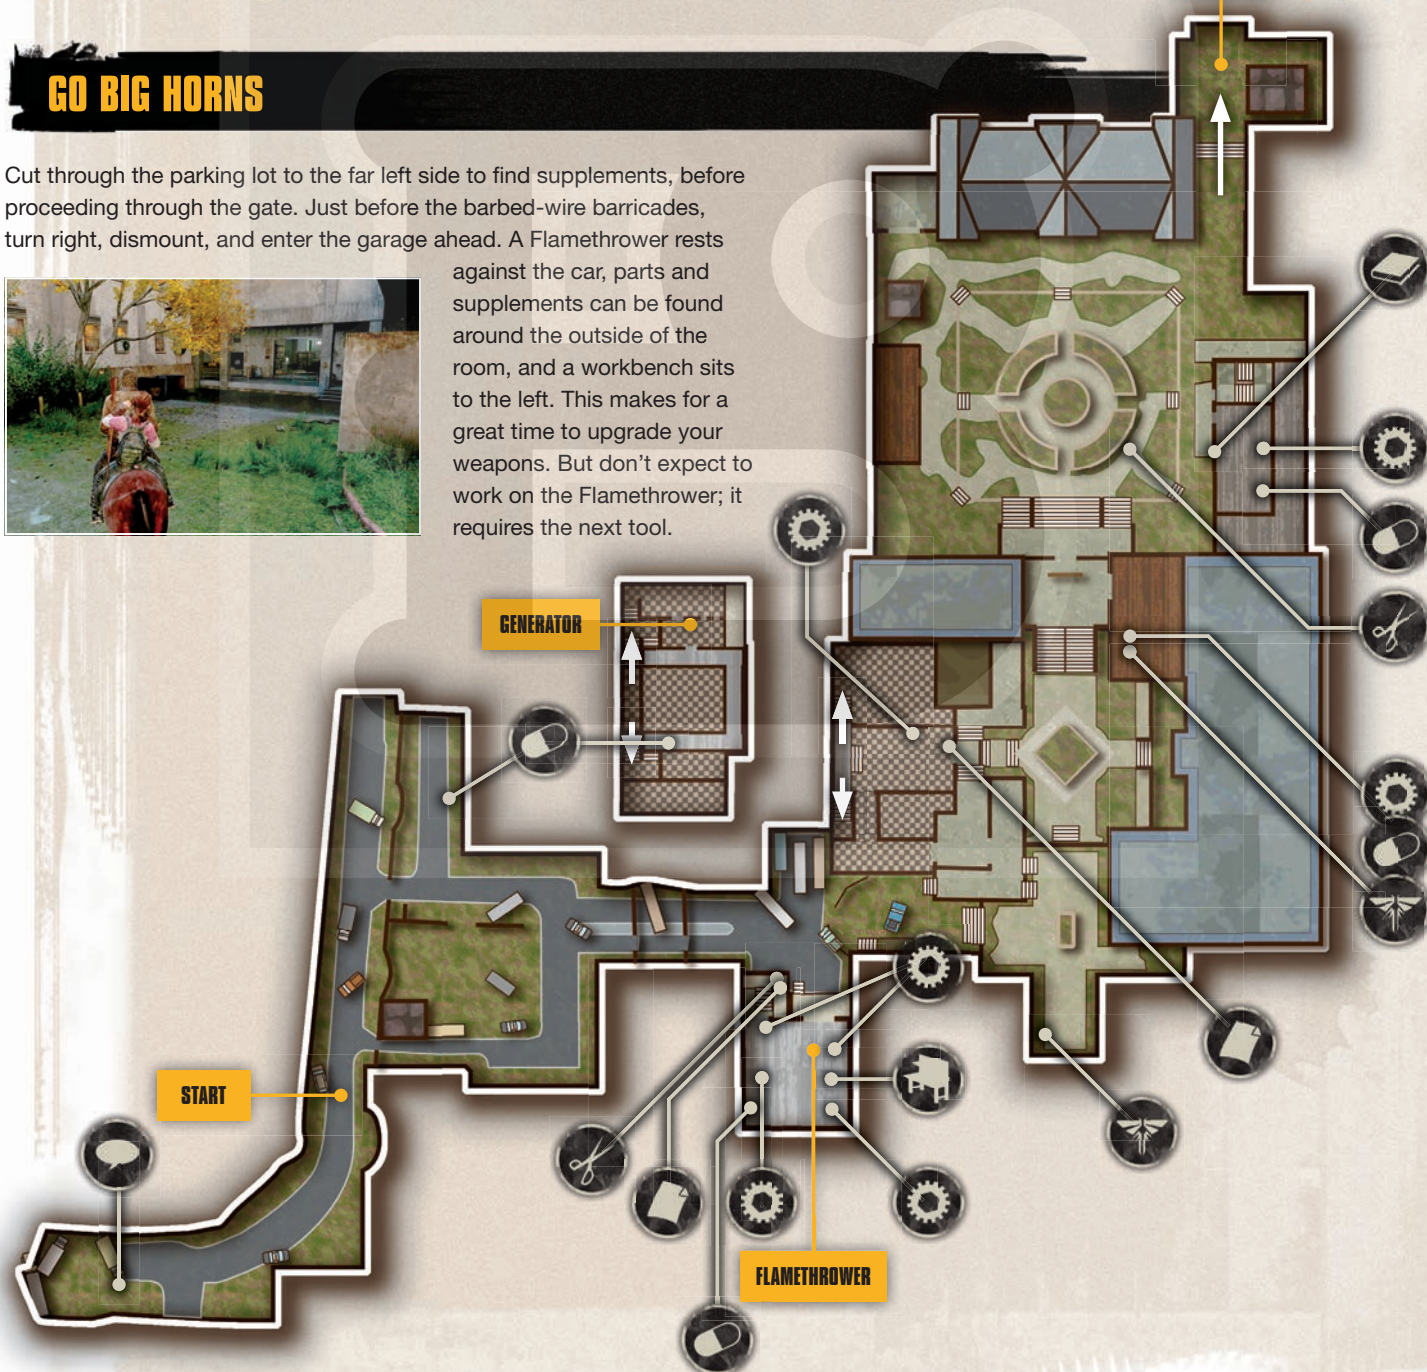 GO BIG HORNS
Cut through the parking lot to the far left side to find supplements, before
proceeding through the gate. Just before the barbed-wire barricades,
turn right, dismount, and enter the garage ahead. A Flamethrower rests
against the car, parts and
supplements can be found
around the outside of the
room, and a workbench sits
to the left. This makes for a
great time to upgrade your
weapons. But don’t expect to
work on the Flamethrower; it
requires the next tool.
GENERATOR
START
FLAMETHROWER